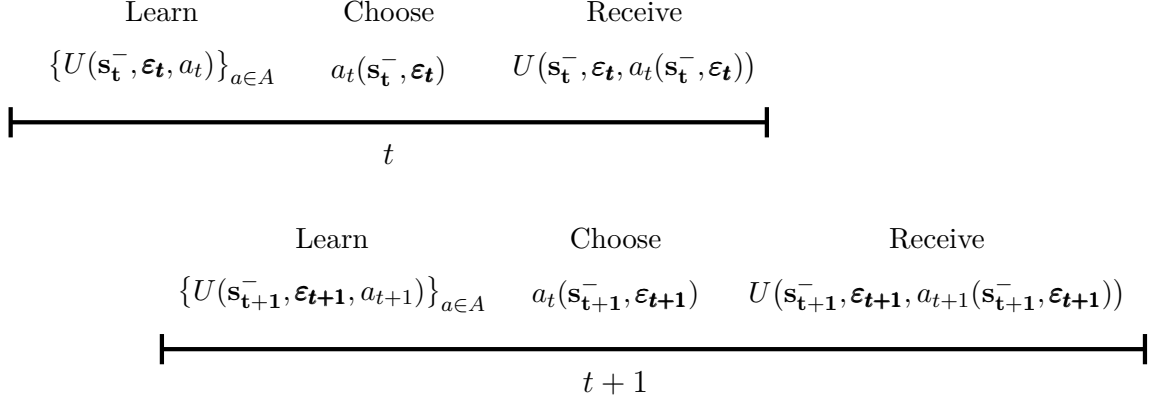 Learn Choose Receive
{U(s_t^-, ε_t, a_t)}_{a∈A} a_t(s_t^-, ε_t) U(s_t^-, ε_t, a_t(s_t^-, ε_t))
t
Learn Choose Receive
{U(s_{t+1}^-, ε_{t+1}, a_{t+1})}_{a∈A} a_t(s_{t+1}^-, ε_{t+1}) U(s_{t+1}^-, ε_{t+1}, a_{t+1}(s_{t+1}^-, ε_{t+1}))
t + 1